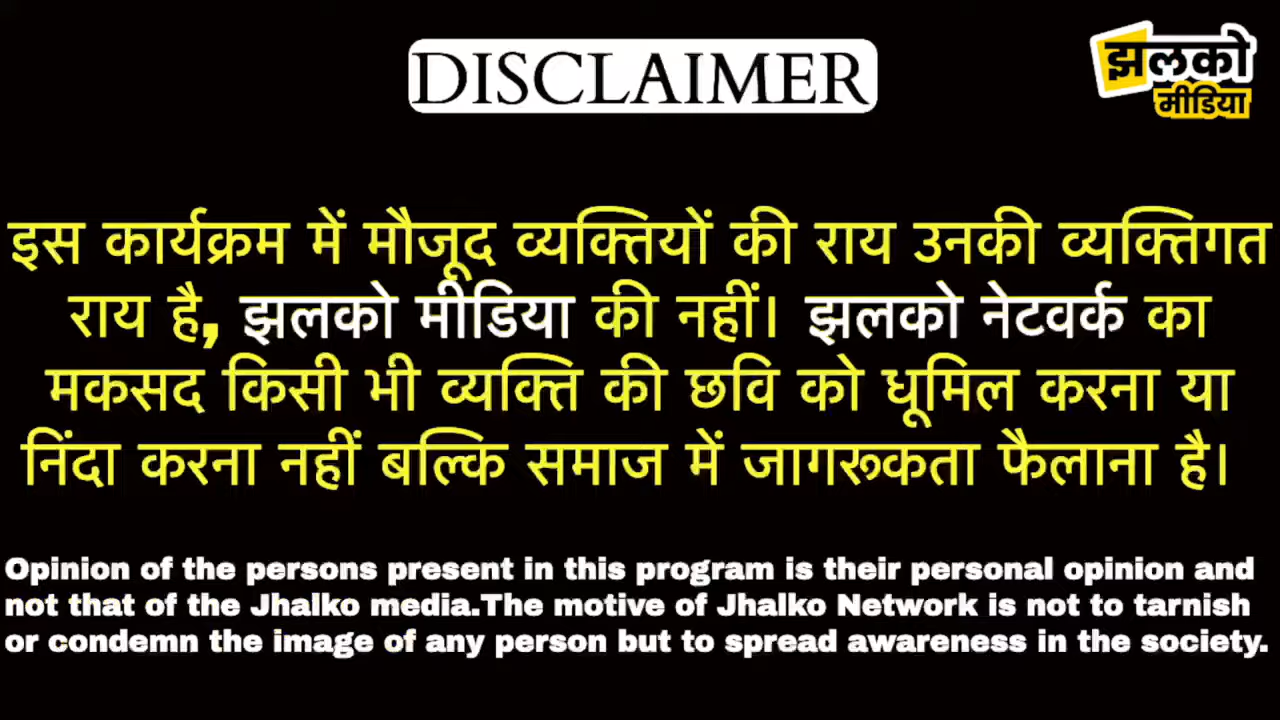 DISCLAIMER
झलको
मीडिया
इस कार्यक्रम में मौजूद व्यक्तियों की राय उनकी व्यक्तिगत
राय है, झलको मीडिया की नहीं। झलको नेटवर्क का
मकसद किसी भी व्यक्ति की छवि को धूमिल करना या
निंदा करना नहीं बल्कि समाज में जागरूकता फैलाना है।
Opinion of the persons present in this program is their personal opinion and
not that of the Jhalko media.The motive of Jhalko Network is not to tarnish
or condemn the image of any person but to spread awareness in the society.